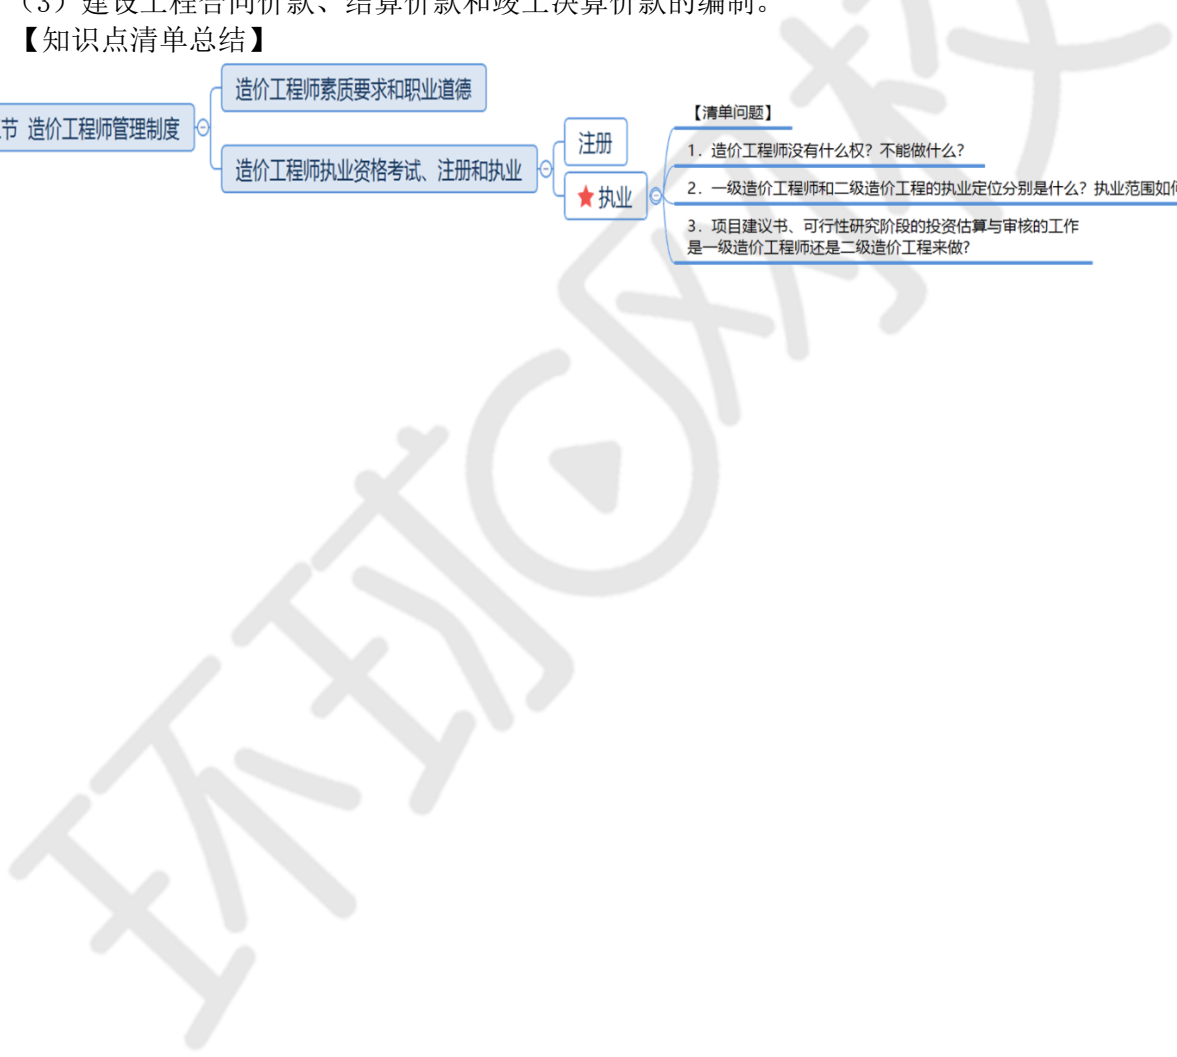 （3）建设工程合同价款、结算价款和竣工决算价款的编制。
【知识点清单总结】
造价工程师素质要求和职业道德
节 造价工程师管理制度
造价工程师执业资格考试、注册和执业
注册
执业
【清单问题】
1．造价工程师没有什么权？不能做什么？
2．一级造价工程师和二级造价工程的执业定位分别是什么？执业范围如
3．项目建议书、可行性研究阶段的投资估算与审核的工作
是一级造价工程师还是二级造价工程来做？
环球网校